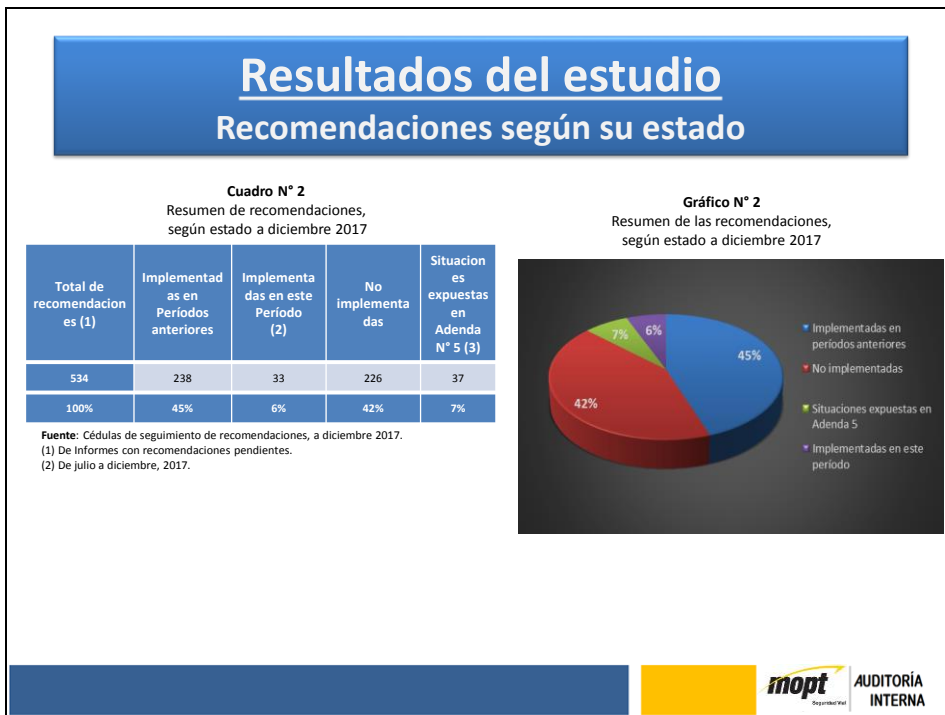 Resultados del estudio
Recomendaciones según su estado
Cuadro N° 2
Resumen de recomendaciones,
según estado a diciembre 2017
Total de
recomendacion
es (1)
Implementad
as en
Períodos
anteriores
Implementa
das en este
Período
(2)
No
implementa
das
Situacion
es
expuestas
en
Adenda
N° 5 (3)
534 238 33 226 37
100% 45% 6% 42% 7%
Fuente: Cédulas de seguimiento de recomendaciones, a diciembre 2017.
(1) De Informes con recomendaciones pendientes.
(2) De julio a diciembre, 2017.
Gráfico N° 2
Resumen de las recomendaciones,
según estado a diciembre 2017
7%
6%
45%
42%
Implementadas en
períodos anteriores
No implementadas
Situaciones expuestas en
Adenda 5
Implementadas en este
período
mopt
Seguridad Vial
AUDITORÍA
INTERNA